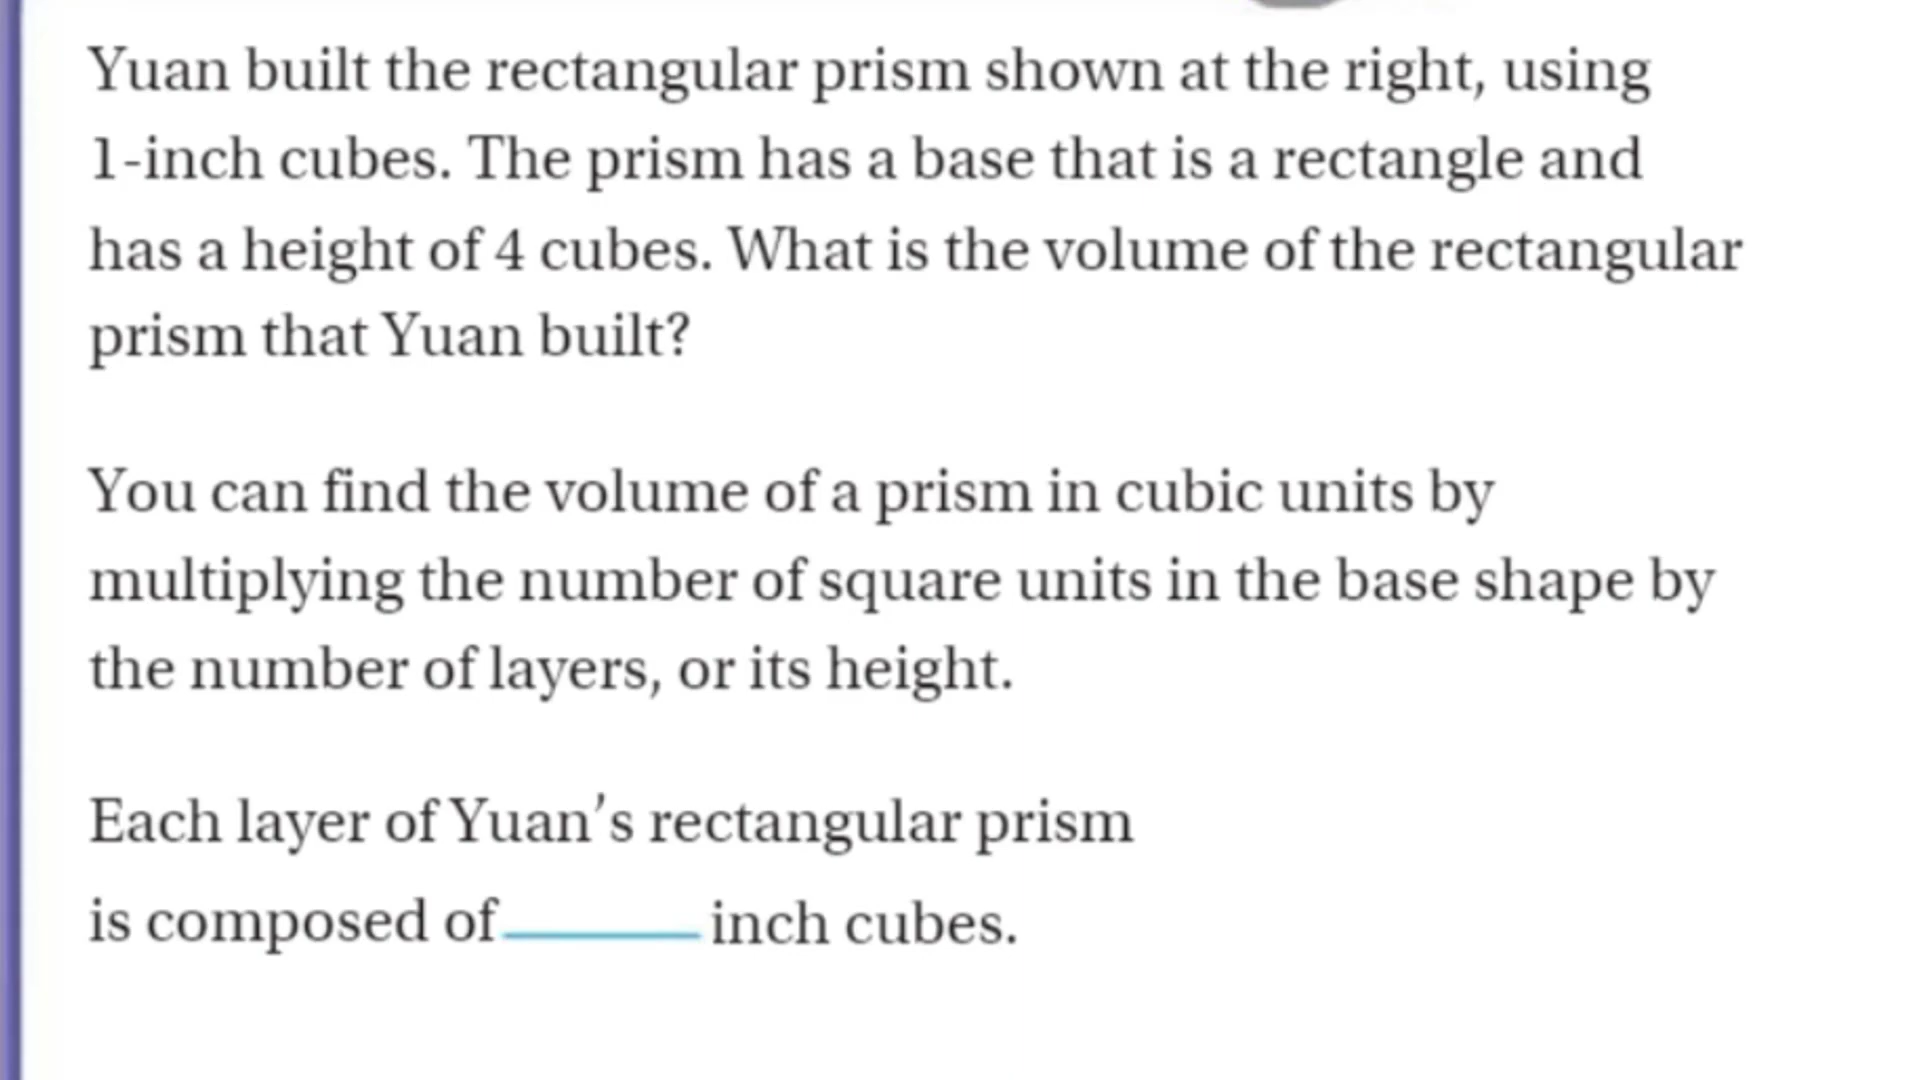 Yuan built the rectangular prism shown at the right, using
1-inch cubes. The prism has a base that is a rectangle and
has a height of 4 cubes. What is the volume of the rectangular
prism that Yuan built?
You can find the volume of a prism in cubic units by
multiplying the number of square units in the base shape by
the number of layers, or its height.
Each layer of Yuan's rectangular prism
is composed of ______ inch cubes.